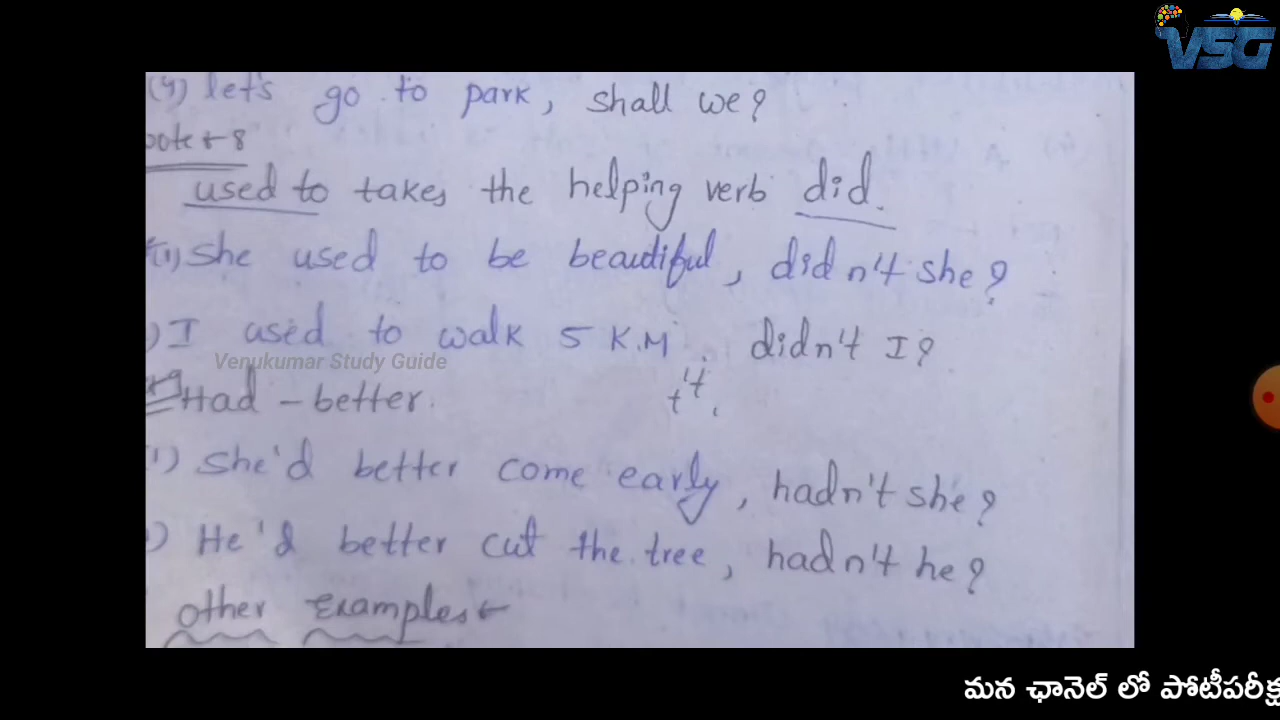 VSG
(4) let's go to park, shall we?
Note - 8
used to takes the helping verb did.
(1) She used to be beautiful, didn't she?
) I used to walk 5 K.M. didn't I?
Venukumar Study Guide
Had - better.
1) She'd better come early, hadn't she?
) He'd better cut the tree, hadn't he?
other Examples
మన ఛానెల్ లో పోటీపరీక్ష